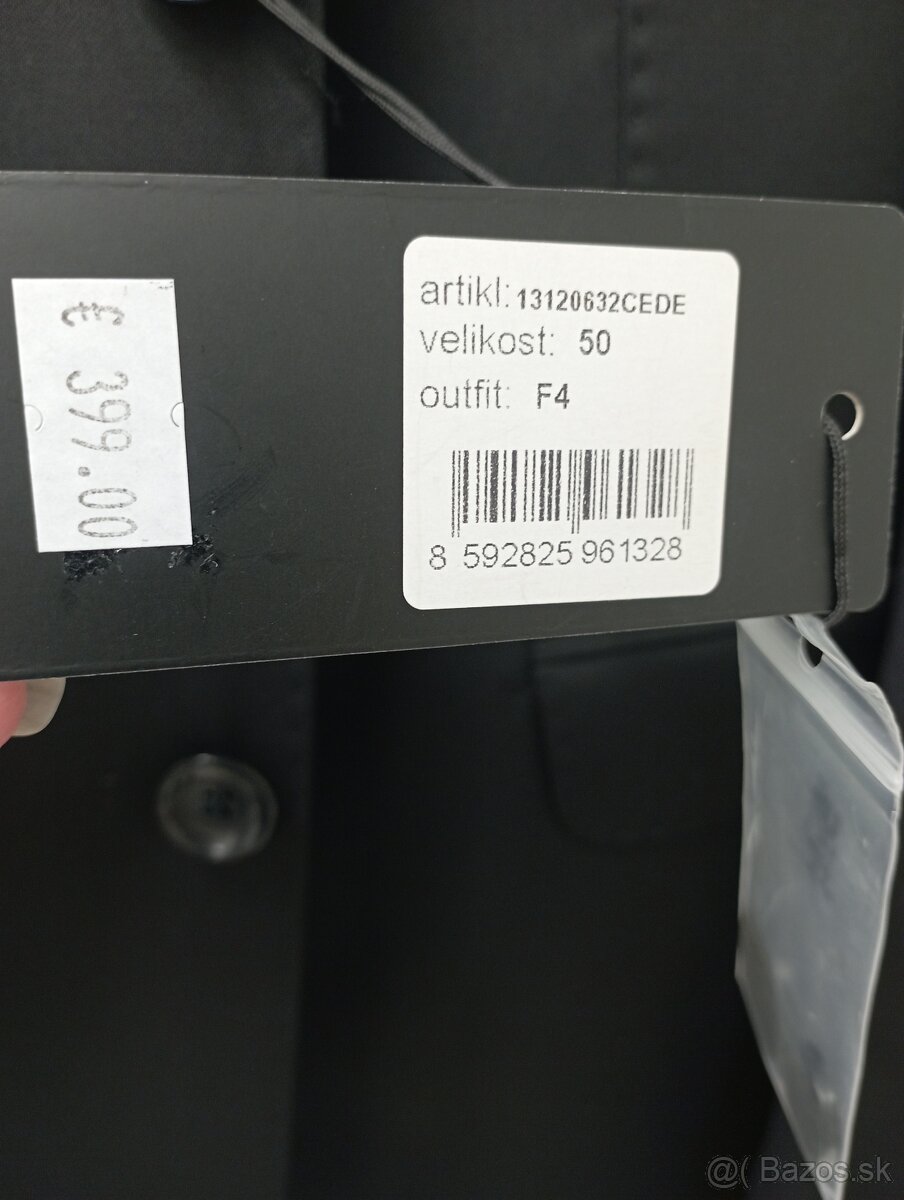 € 399.00
artikl: 13120632CEDE
velikost: 50
outfit: F4
8 592825 961328
@( Bazos.sk